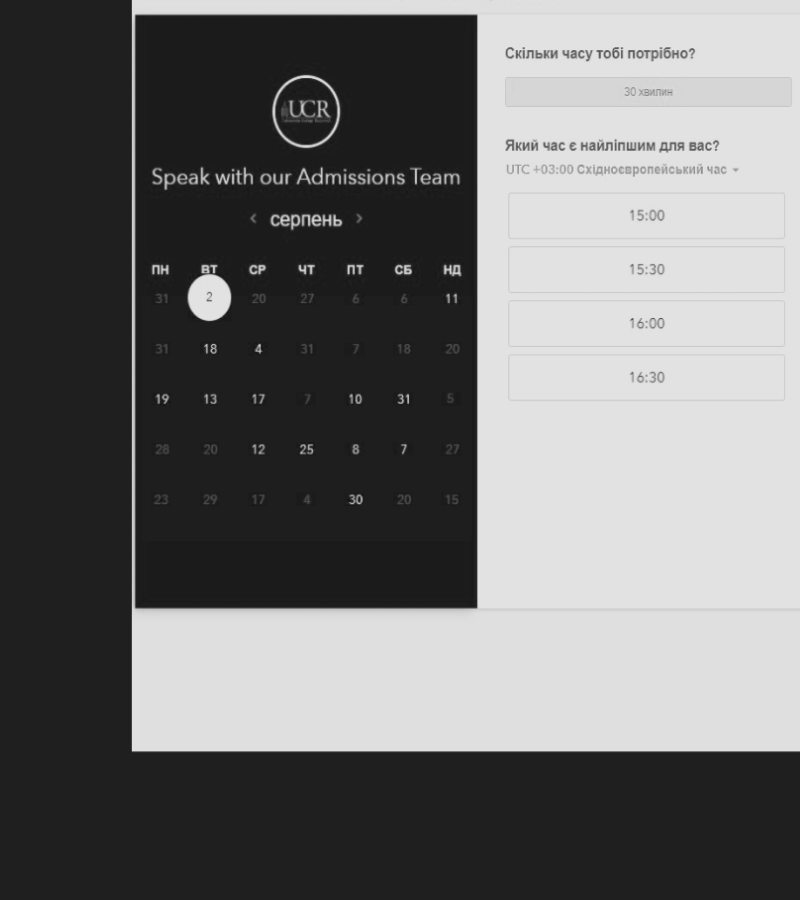 UCR
Speak with our Admissions Team
серпень
ПН ВТ СР ЧТ ПТ СБ НД
31 2 20 27 6 6 11
31 18 4 31 7 18 20
19 13 17 7 10 31 5
28 20 12 25 8 7 27
23 29 17 4 30 20 15
Скільки часу тобі потрібно?
30 хвилин
Який час є найліпшим для вас?
UTC +03:00 Східноєвропейський час
15:00
15:30
16:00
16:30